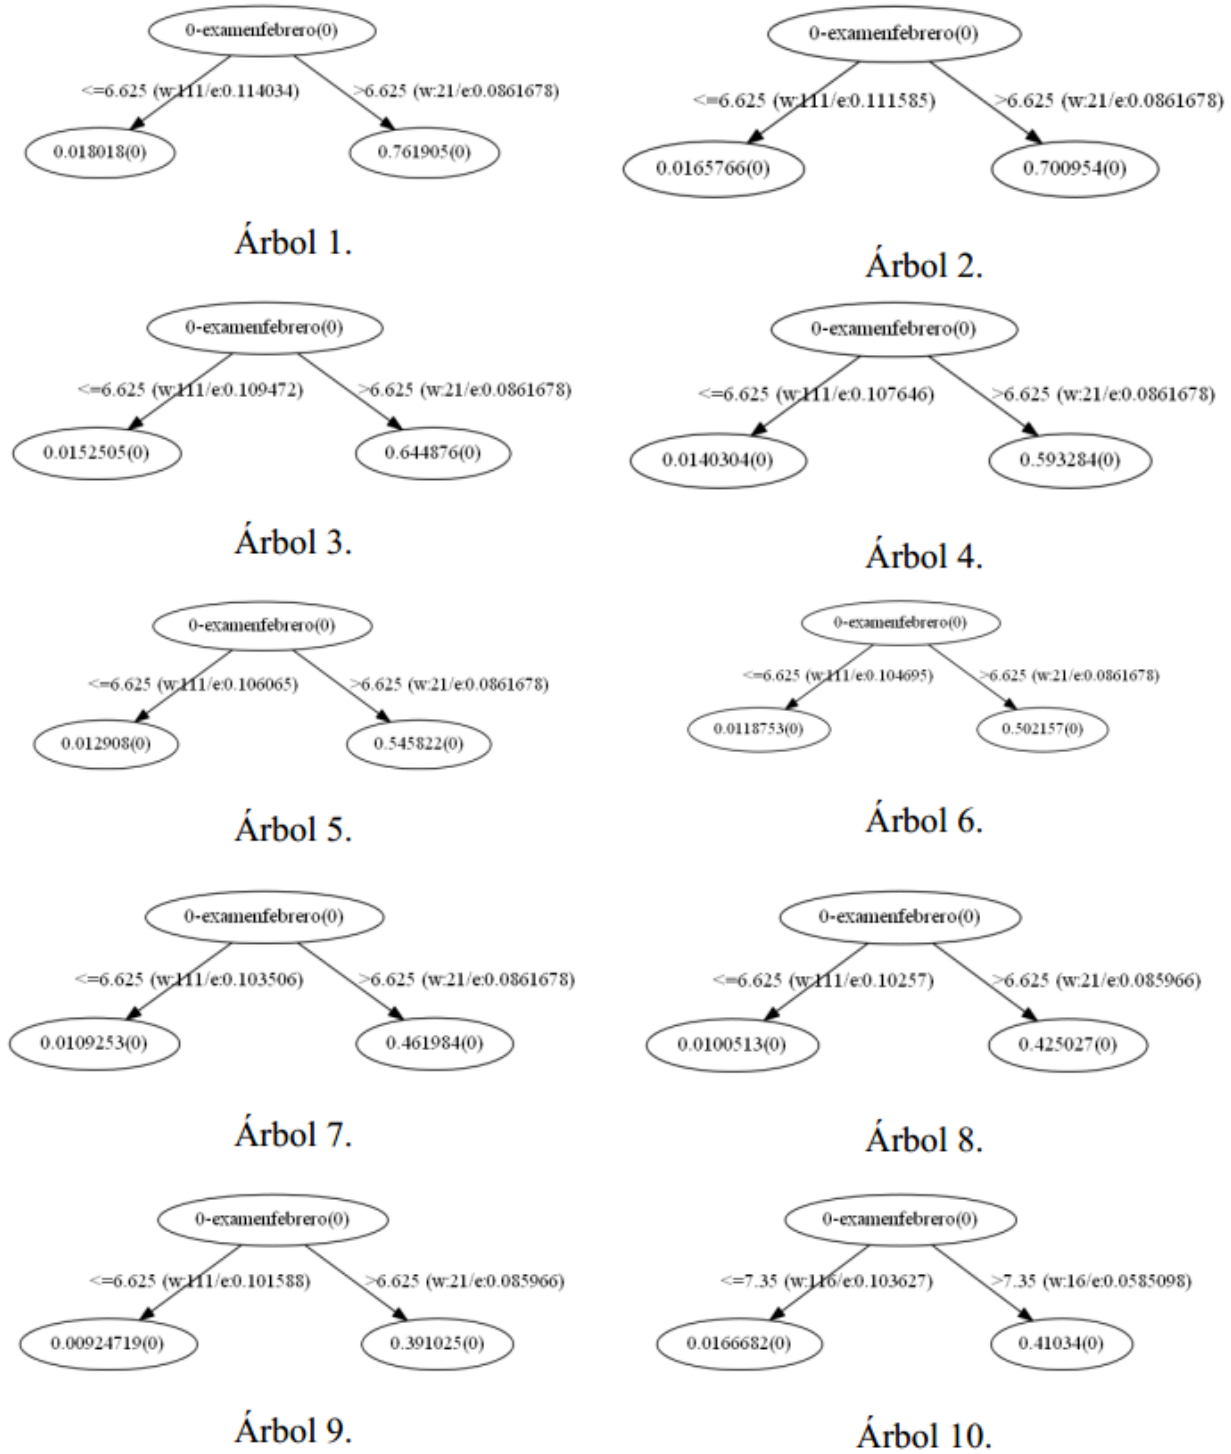 0-examenfebrero(0)
<=6.625 (w:111/e:0.114034)
>6.625 (w:21/e:0.0861678)
0.018018(0)
0.761905(0)
Árbol 1.
0-examenfebrero(0)
<=6.625 (w:111/e:0.111585)
>6.625 (w:21/e:0.0861678)
0.0165766(0)
0.700954(0)
Árbol 2.
0-examenfebrero(0)
<=6.625 (w:111/e:0.109472)
>6.625 (w:21/e:0.0861678)
0.0152505(0)
0.644876(0)
Árbol 3.
0-examenfebrero(0)
<=6.625 (w:111/e:0.107646)
>6.625 (w:21/e:0.0861678)
0.0140304(0)
0.593284(0)
Árbol 4.
0-examenfebrero(0)
<=6.625 (w:111/e:0.106065)
>6.625 (w:21/e:0.0861678)
0.012908(0)
0.545822(0)
Árbol 5.
0-examenfebrero(0)
<=6.625 (w:111/e:0.104695)
>6.625 (w:21/e:0.0861678)
0.0118753(0)
0.502157(0)
Árbol 6.
0-examenfebrero(0)
<=6.625 (w:111/e:0.103506)
>6.625 (w:21/e:0.0861678)
0.0109253(0)
0.461984(0)
Árbol 7.
0-examenfebrero(0)
<=6.625 (w:111/e:0.10257)
>6.625 (w:21/e:0.085966)
0.0100513(0)
0.425027(0)
Árbol 8.
0-examenfebrero(0)
<=6.625 (w:111/e:0.101588)
>6.625 (w:21/e:0.085966)
0.00924719(0)
0.391025(0)
Árbol 9.
0-examenfebrero(0)
<=7.35 (w:116/e:0.103627)
>7.35 (w:16/e:0.0585098)
0.0166682(0)
0.41034(0)
Árbol 10.